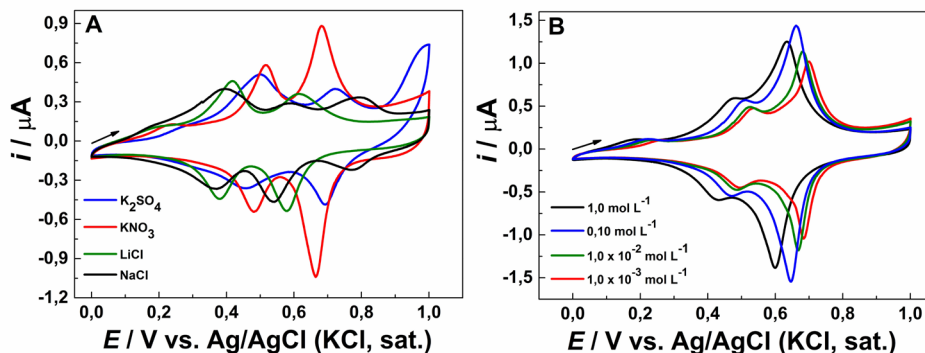 A
0,9
0,6
0,3
0,0
-0,3
-0,6
-0,9
-1,2
i / μA
K2SO4
KNO3
LiCl
NaCl
0,0 0,2 0,4 0,6 0,8 1,0
E / V vs. Ag/AgCl (KCl, sat.)
B
1,5
1,0
0,5
0,0
-0,5
-1,0
-1,5
i / μA
1,0 mol L-1
0,10 mol L-1
1,0 x 10-2 mol L-1
1,0 x 10-3 mol L-1
0,0 0,2 0,4 0,6 0,8 1,0
E / V vs. Ag/AgCl (KCl, sat.)